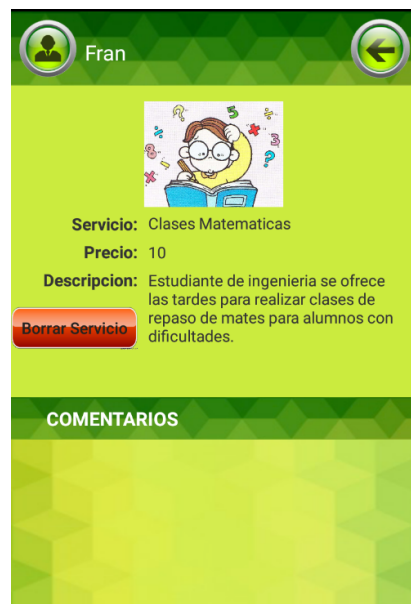 Fran
Servicio: Clases Matematicas
Precio: 10
Descripcion: Estudiante de ingenieria se ofrece
las tardes para realizar clases de
repaso de mates para alumnos con
dificultades.
Borrar Servicio
COMENTARIOS